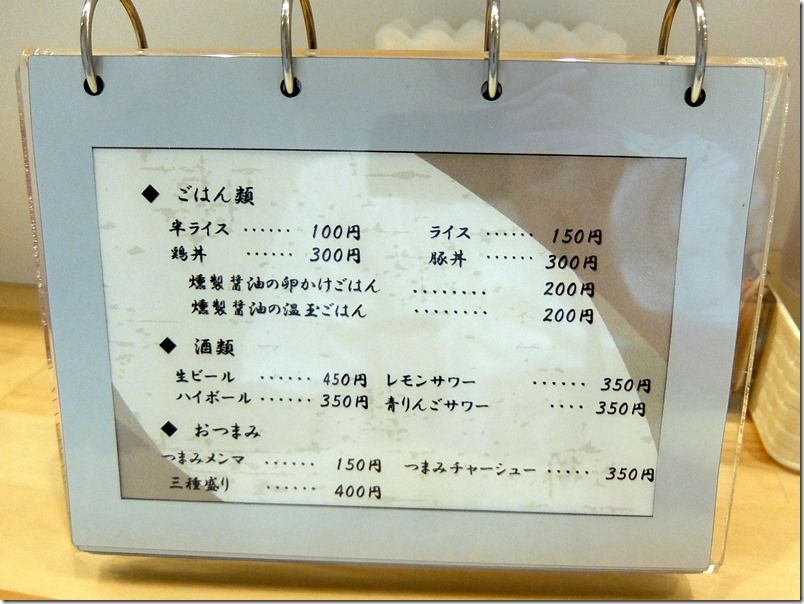 ◆ ごはん類
半ライス ‥‥‥ 100円 ライス ‥‥‥ 150円
鶏丼 ‥‥‥ 300円 豚丼 ‥‥‥ 300円
燻製醤油の卵かけごはん ‥‥‥‥ 200円
燻製醤油の温玉ごはん ‥‥‥‥ 200円
◆ 酒類
生ビール ‥‥‥ 450円 レモンサワー ‥‥‥ 350円
ハイボール ‥‥‥ 350円 青りんごサワー ‥‥ 350円
◆ おつまみ
つまみメンマ ‥‥‥ 150円 つまみチャーシュー ‥‥‥ 350円
三種盛り ‥‥‥ 400円